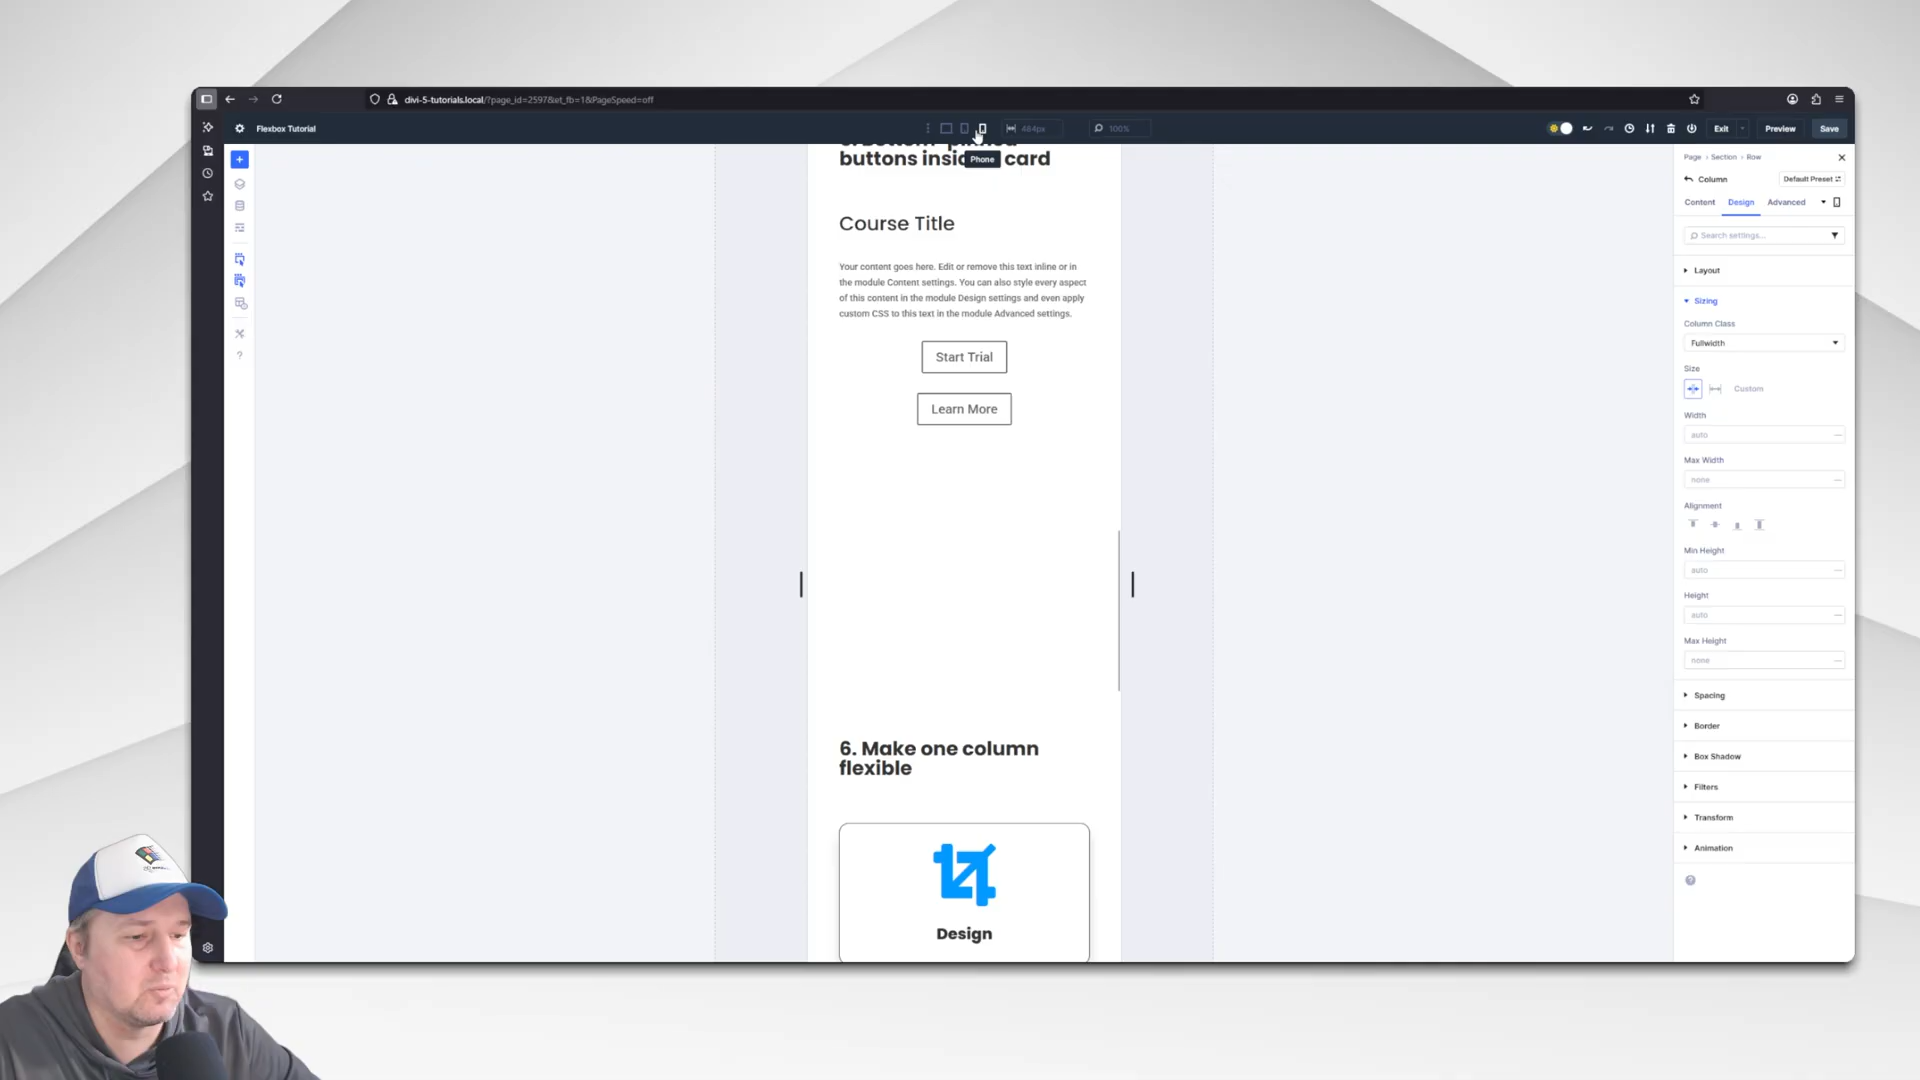 divi-5-tutorials.local/?page_id=2597&et_fb=1&PageSpeed=off
Flexbox Tutorial
484px
100%
Exit
Preview
Save
Phone
buttons inside card
Course Title
Your content goes here. Edit or remove this text inline or in
the module Content settings. You can also style every aspect
of this content in the module Design settings and even apply
custom CSS to this text in the module Advanced settings.
Start Trial
Learn More
6. Make one column
flexible
Design
Page › Section › Row
Column
Default Preset
Content
Design
Advanced
Search settings...
Layout
Sizing
Column Class
Fullwidth
Size
Custom
Width
auto
Max Width
none
Alignment
Min Height
auto
Height
auto
Max Height
none
Spacing
Border
Box Shadow
Filters
Transform
Animation